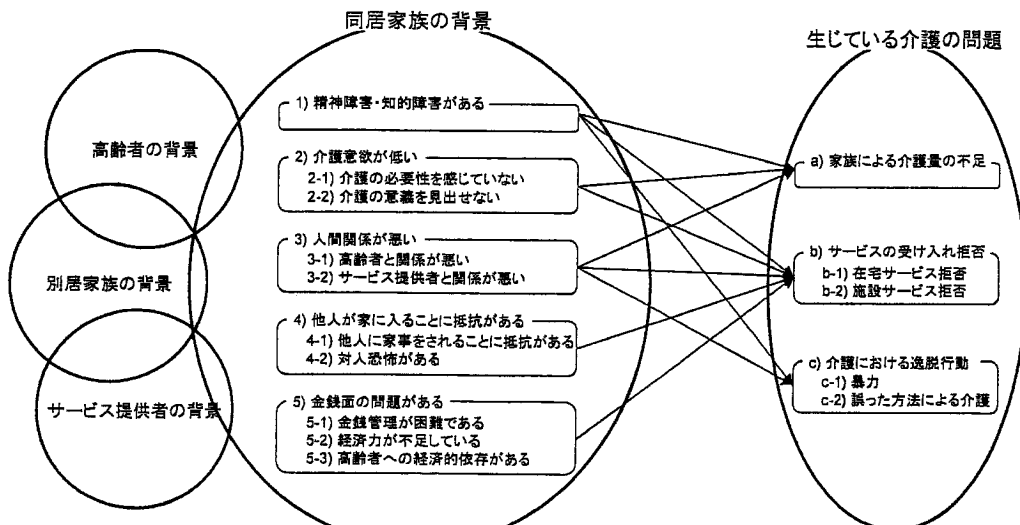 同居家族の背景
生じている介護の問題
高齢者の背景
別居家族の背景
サービス提供者の背景
1) 精神障害・知的障害がある
2) 介護意欲が低い
2-1) 介護の必要性を感じていない
2-2) 介護の意義を見出せない
3) 人間関係が悪い
3-1) 高齢者と関係が悪い
3-2) サービス提供者と関係が悪い
4) 他人が家に入ることに抵抗がある
4-1) 他人に家事をされることに抵抗がある
4-2) 対人恐怖がある
5) 金銭面の問題がある
5-1) 金銭管理が困難である
5-2) 経済力が不足している
5-3) 高齢者への経済的依存がある
a) 家族による介護量の不足
b) サービスの受け入れ拒否
b-1) 在宅サービス拒否
b-2) 施設サービス拒否
c) 介護における逸脱行動
c-1) 暴力
c-2) 誤った方法による介護